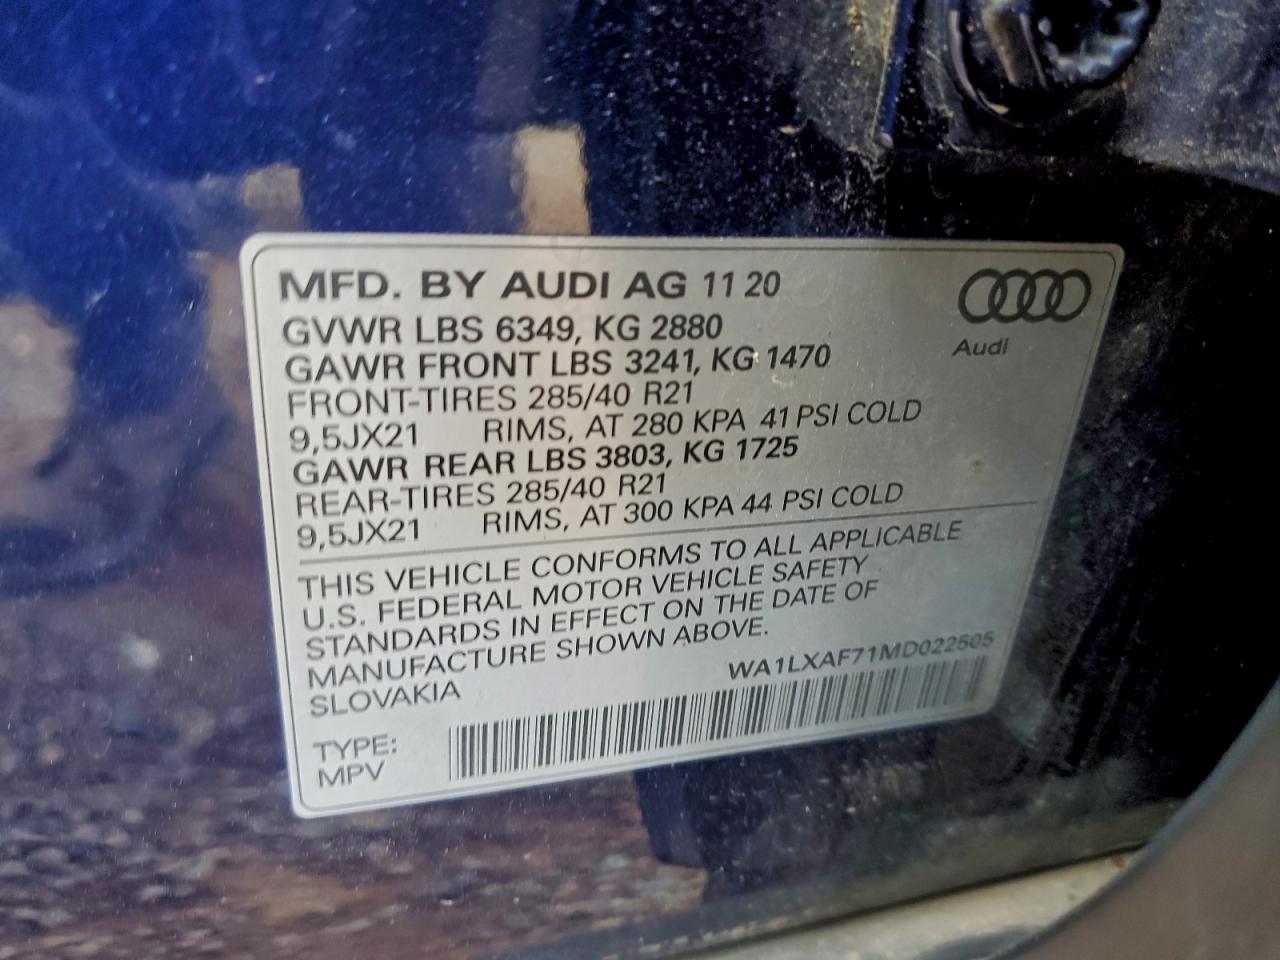 MFD. BY AUDI AG 11 20
GVWR LBS 6349, KG 2880
GAWR FRONT LBS 3241, KG 1470
FRONT-TIRES 285/40 R21
9,5JX21 RIMS, AT 280 KPA 41 PSI COLD
GAWR REAR LBS 3803, KG 1725
REAR-TIRES 285/40 R21
9,5JX21 RIMS, AT 300 KPA 44 PSI COLD
Audi
THIS VEHICLE CONFORMS TO ALL APPLICABLE
U.S. FEDERAL MOTOR VEHICLE SAFETY
STANDARDS IN EFFECT ON THE DATE OF
MANUFACTURE SHOWN ABOVE.
SLOVAKIA
WA1LXAF71MD022505
TYPE:
MPV